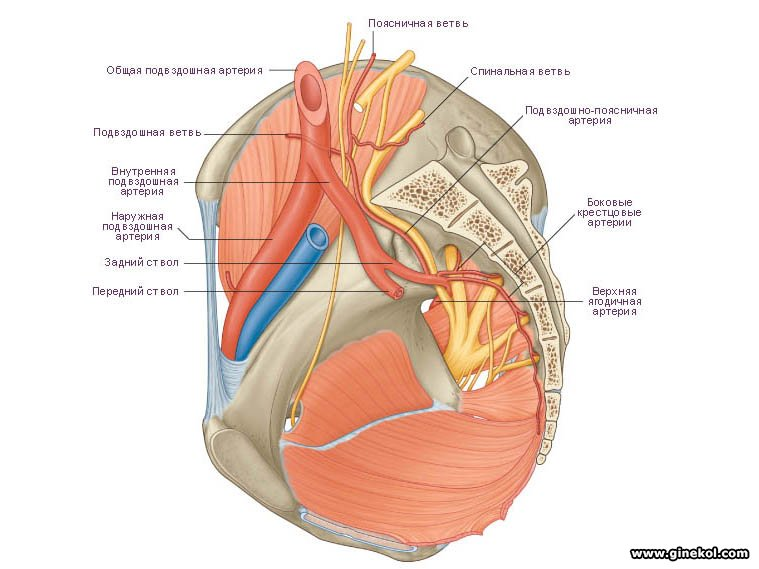 Поясничная ветвь
Общая подвздошная артерия
Спинальная ветвь
Подвздошно-поясничная
артерия
Подвздошная ветвь
Внутренняя
подвздошная
артерия
Боковые
крестцовые
артерии
Наружная
подвздошная
артерия
Задний ствол
Передний ствол
Верхняя
ягодичная
артерия
www.ginekol.com